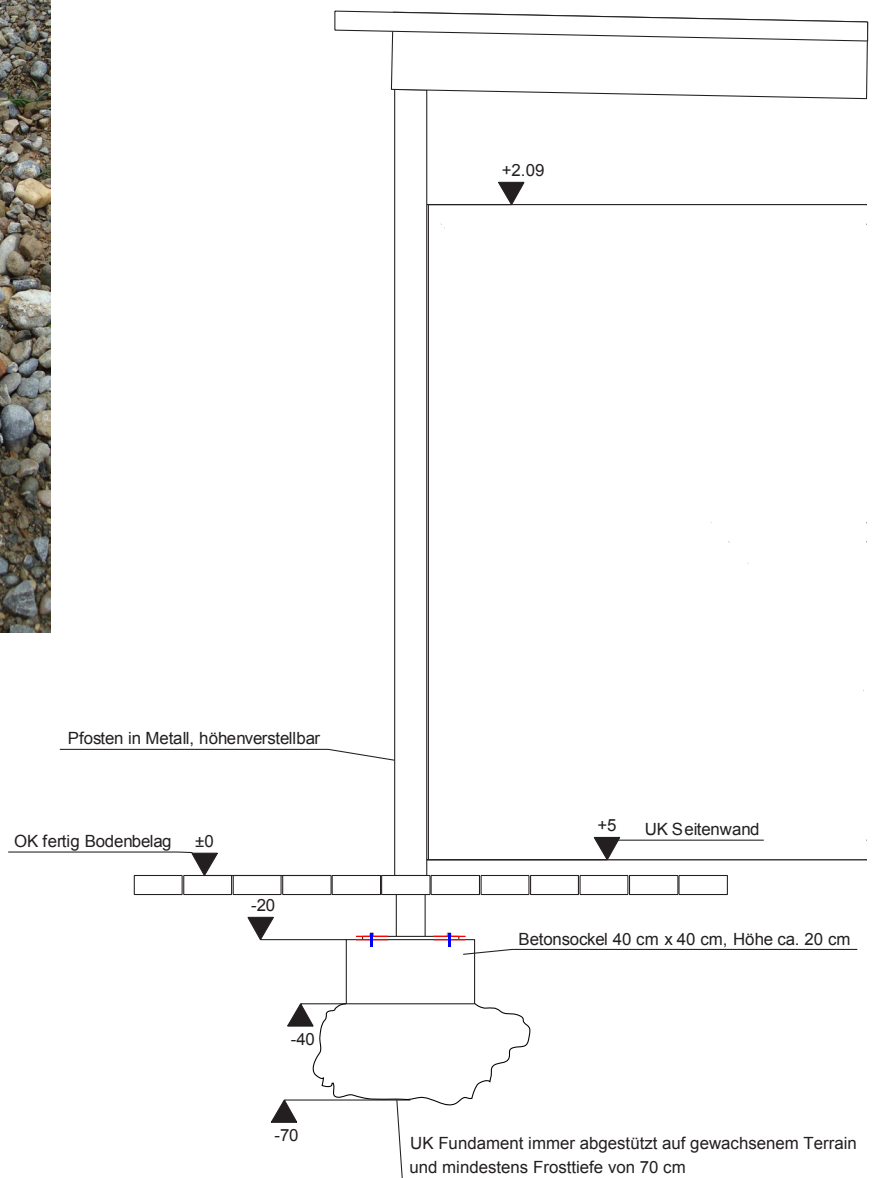 +2.09
Pfosten in Metall, höhenverstellbar
OK fertig Bodenbelag ±0
+5 UK Seitenwand
-20
Betonsockel 40 cm x 40 cm, Höhe ca. 20 cm
-40
-70
UK Fundament immer abgestützt auf gewachsenem Terrain
und mindestens Frosttiefe von 70 cm